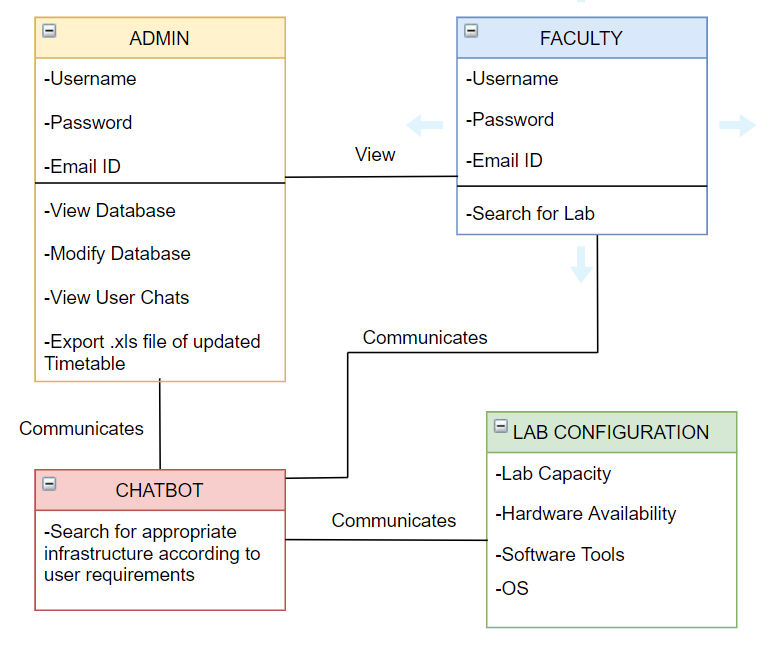 ADMIN
-Username
-Password
-Email ID
-View Database
-Modify Database
-View User Chats
-Export .xls file of updated
Timetable
View
FACULTY
-Username
-Password
-Email ID
-Search for Lab
Communicates
Communicates
CHATBOT
-Search for appropriate
infrastructure according to
user requirements
Communicates
LAB CONFIGURATION
-Lab Capacity
-Hardware Availability
-Software Tools
-OS